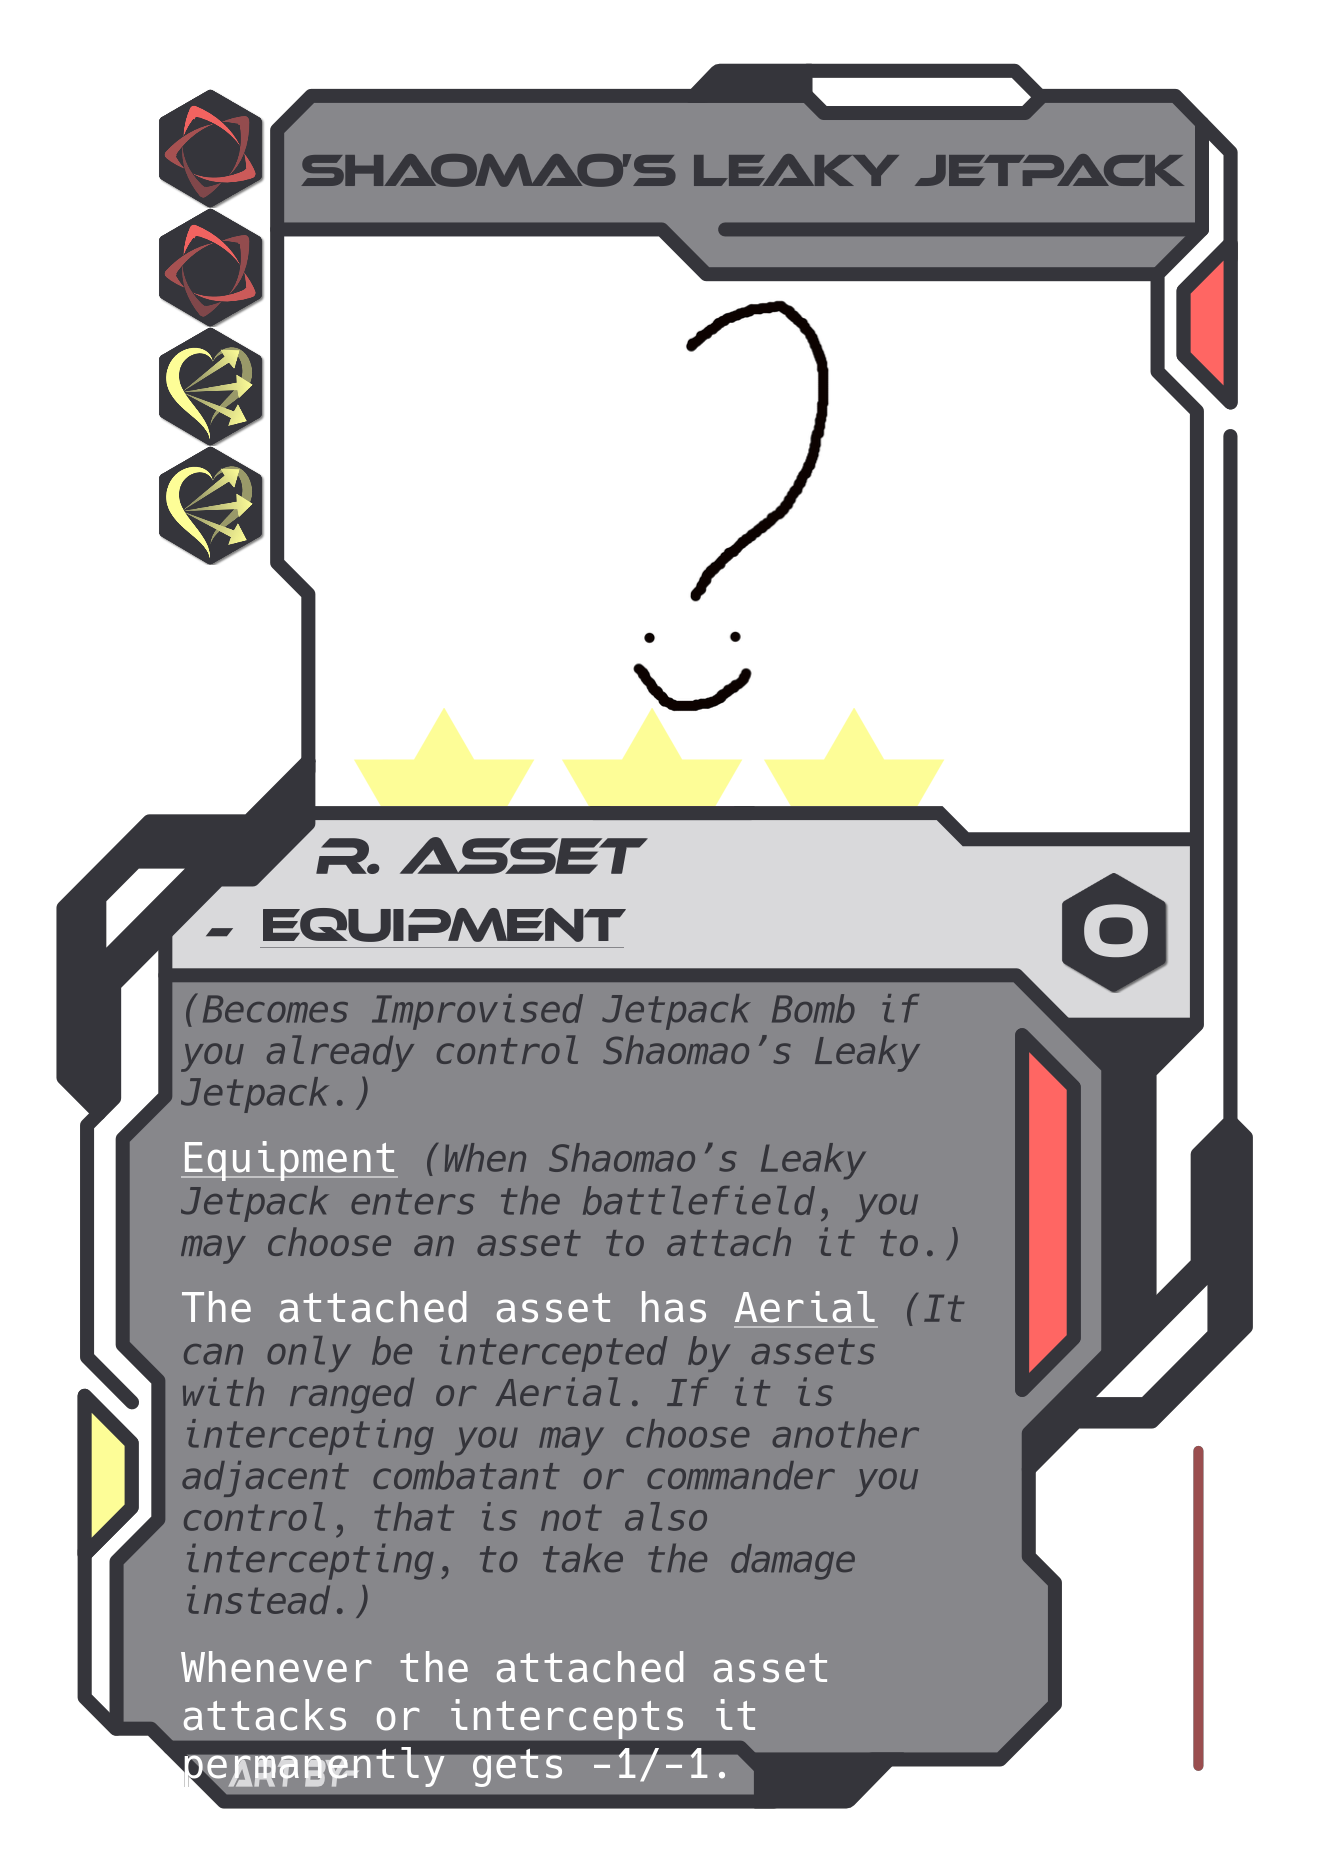 SHAOMAO'S LEAKY JETPACK
R. ASSET
- EQUIPMENT
0
(Becomes Improvised Jetpack Bomb if
you already control Shaomao’s Leaky
Jetpack.)
Equipment (When Shaomao’s Leaky
Jetpack enters the battlefield, you
may choose an asset to attach it to.)
The attached asset has Aerial (It
can only be intercepted by assets
with ranged or Aerial. If it is
intercepting you may choose another
adjacent combatant or commander you
control, that is not also
intercepting, to take the damage
instead.)
Whenever the attached asset
attacks or intercepts it
permanently gets -1/-1.
ART BY-